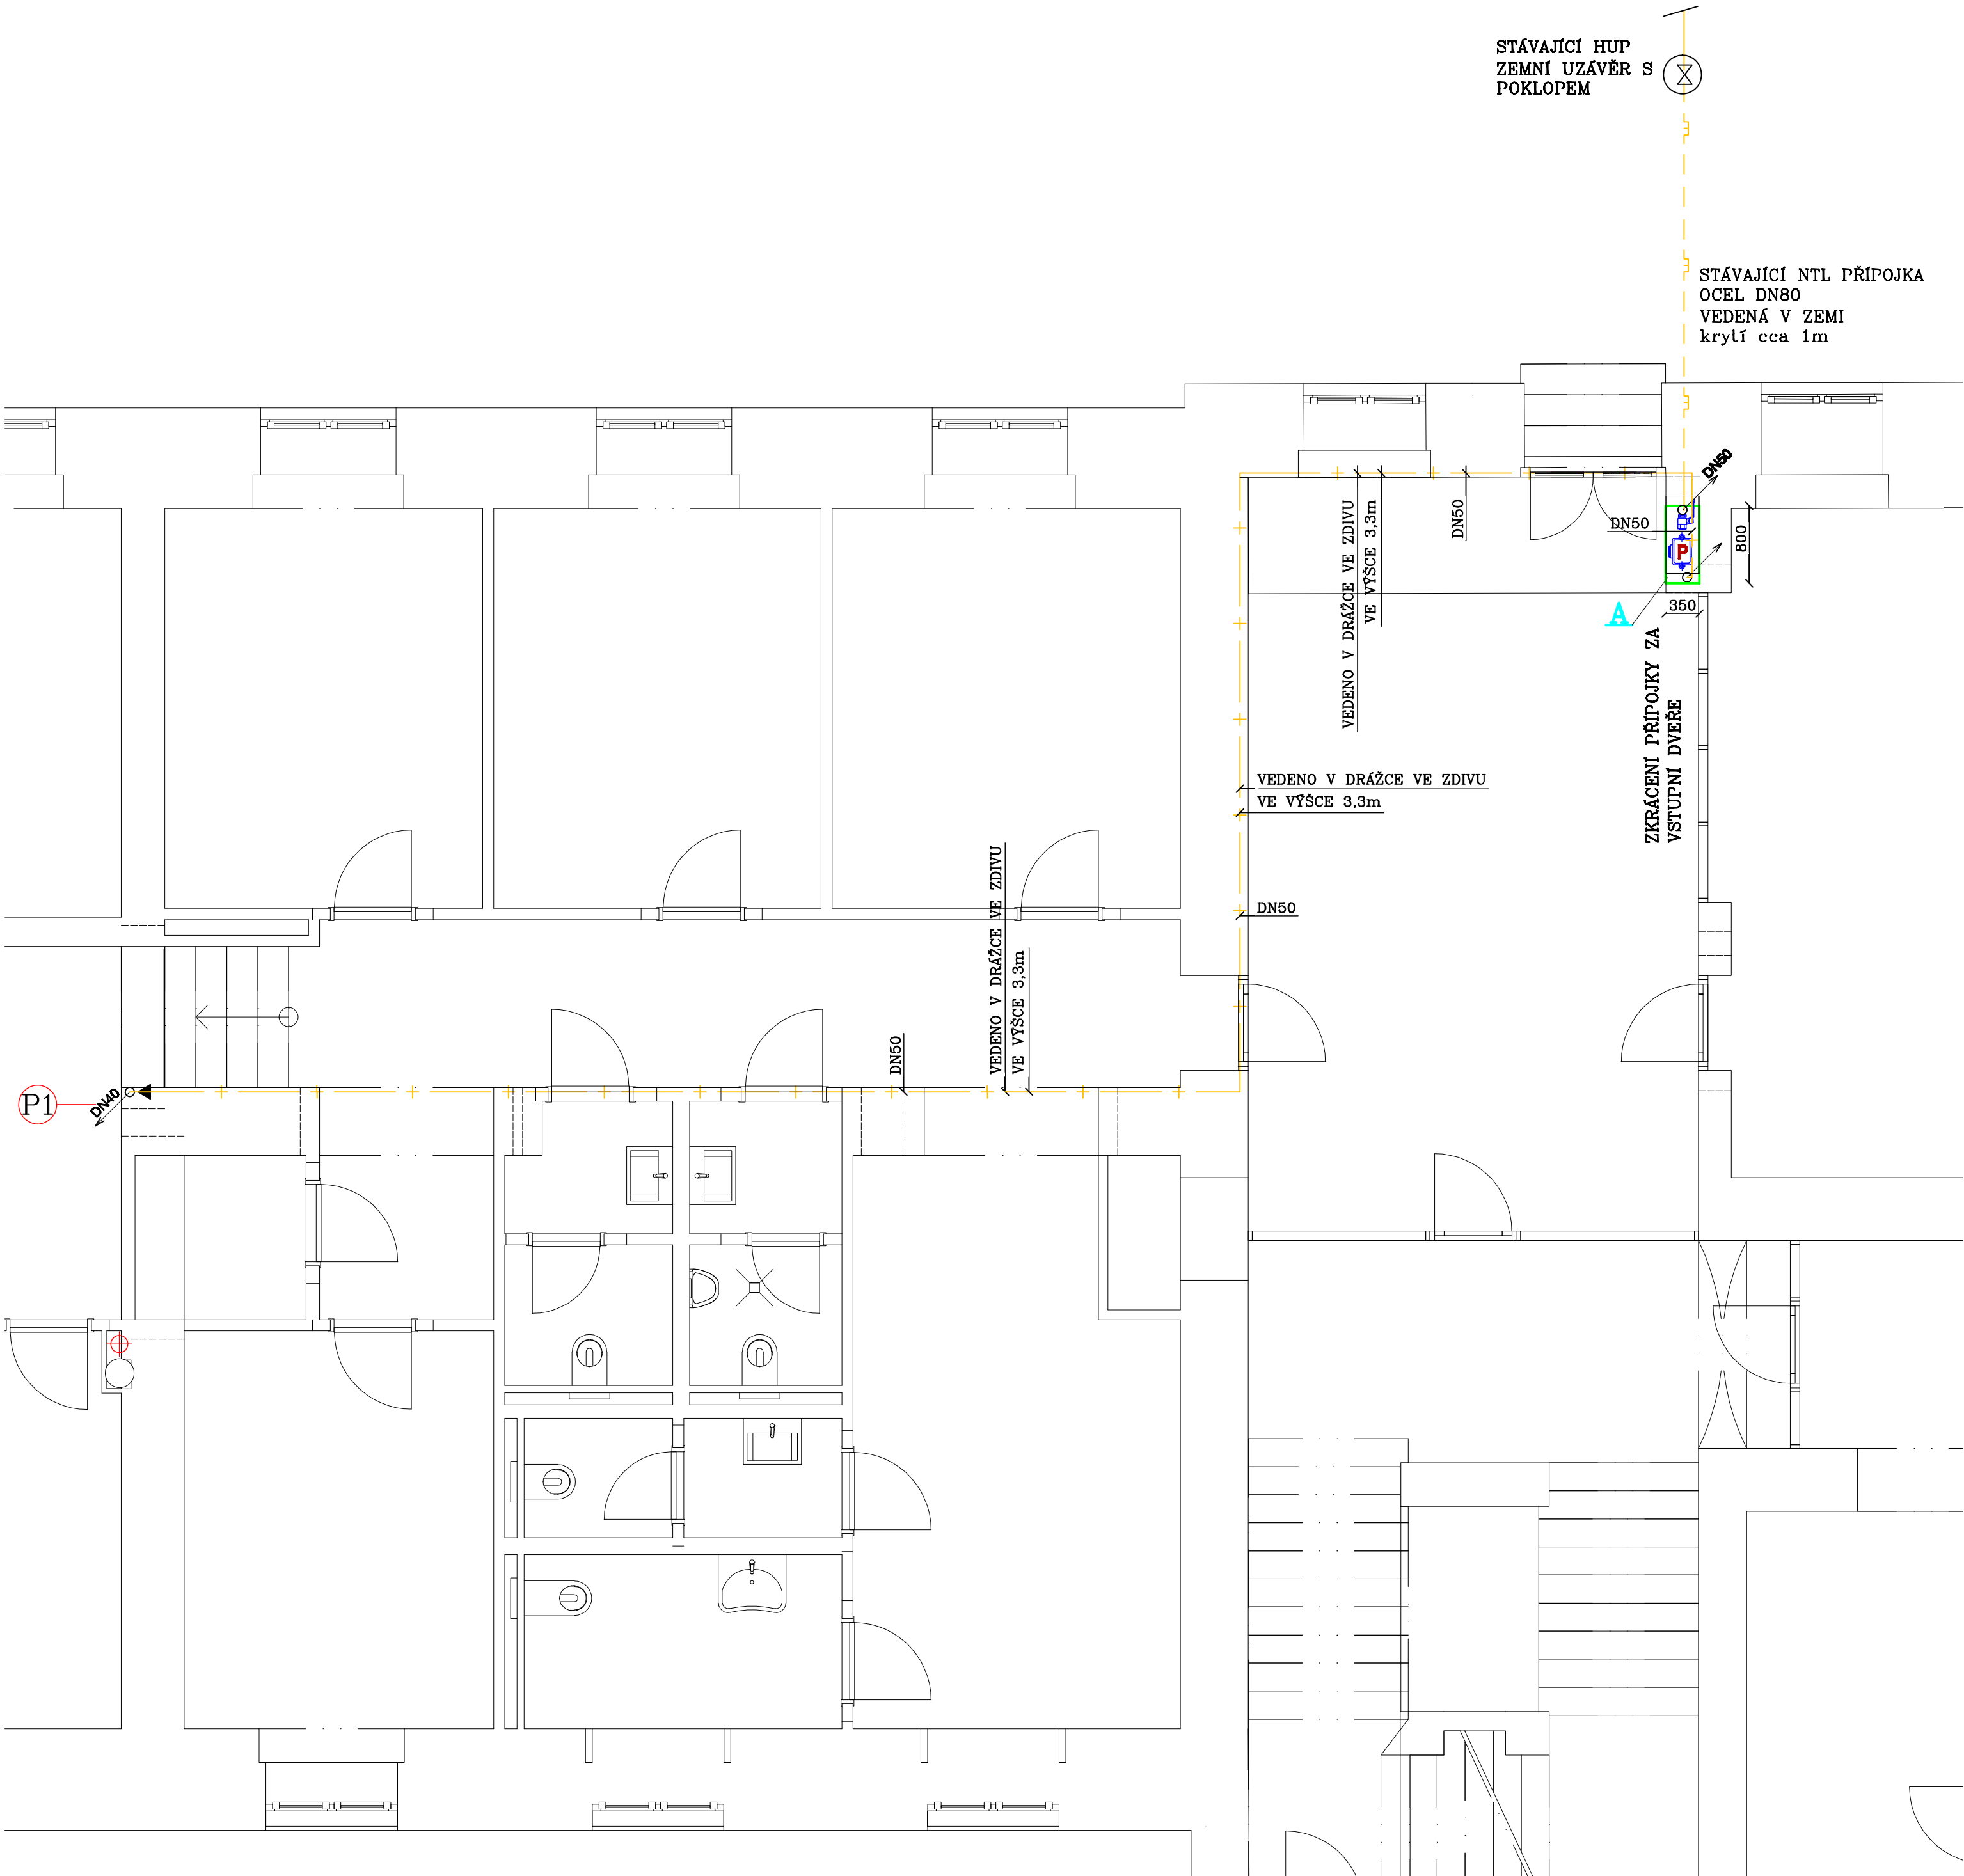 STÁVAJÍCÍ HUP
ZEMNÍ UZÁVĚR S
POKLOPEM
STÁVAJÍCÍ NTL PŘÍPOJKA
OCEL DN80
VEDENÁ V ZEMI
krytí cca 1m
DN50
DN50
P
800
350
A
ZKRÁCENÍ PŘÍPOJKY ZA
VSTUPNÍ DVEŘE
VEDENO V DRÁŽCE VE ZDIVU
VE VÝŠCE 3,3m
DN50
VEDENO V DRÁŽCE VE ZDIVU
VE VÝŠCE 3,3m
DN50
VEDENO V DRÁŽCE VE ZDIVU
VE VÝŠCE 3,3m
DN50
P1
DN40